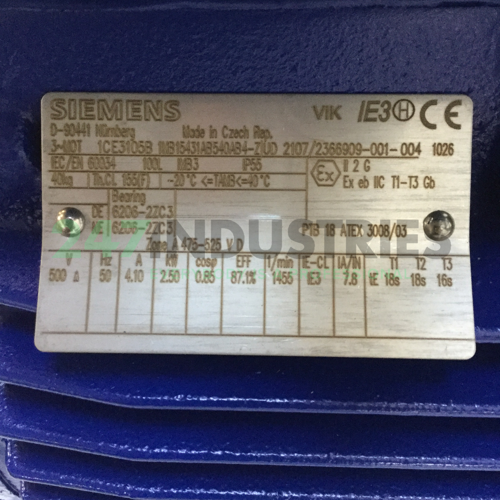 SIEMENS VIK IE3 H CE
D-90441 Nürnberg Made in Czech Rep.
3-MOT 1CE3105B 1MB15431AB540AB4-Z UD 2107/2366909-001-004 1026
IEC/EN 60034 100L IMB3 IP55 II 2 G
40kg Th.CL 155(F) -20°C <=TAMB<=40°C Ex Ex eb IIC T1-T3 Gb
Bearing
DE 6206-2ZC3
NE 6206-2ZC3 PTB 18 ATEX 3008/03
Zone A 475-525 V D
V Hz A kW cosφ EFF 1/min IE-CL IA/IN T1 T2 T3
500 Δ 50 4.10 2.50 0.85 87.1% 1455 IE3 7.8 tE 18s 18s 16s
247 INDUSTRIES